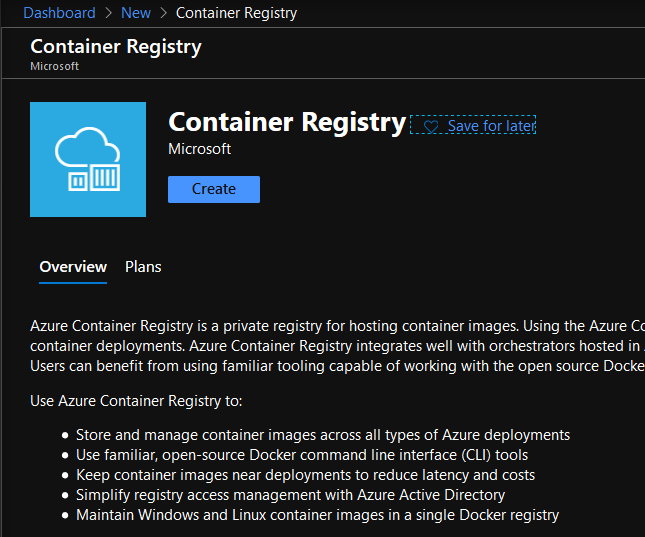 Dashboard > New > Container Registry
Container Registry
Microsoft
Container Registry
Save for later
Microsoft
Create
Overview Plans
Azure Container Registry is a private registry for hosting container images. Using the Azure
container deployments. Azure Container Registry integrates well with orchestrators hosted in
Users can benefit from using familiar tooling capable of working with the open source
Use Azure Container Registry to:
• Store and manage container images across all types of Azure deployments
• Use familiar, open-source Docker command line interface (CLI) tools
• Keep container images near deployments to reduce latency and costs
• Simplify registry access management with Azure Active Directory
• Maintain Windows and Linux container images in a single Docker registry